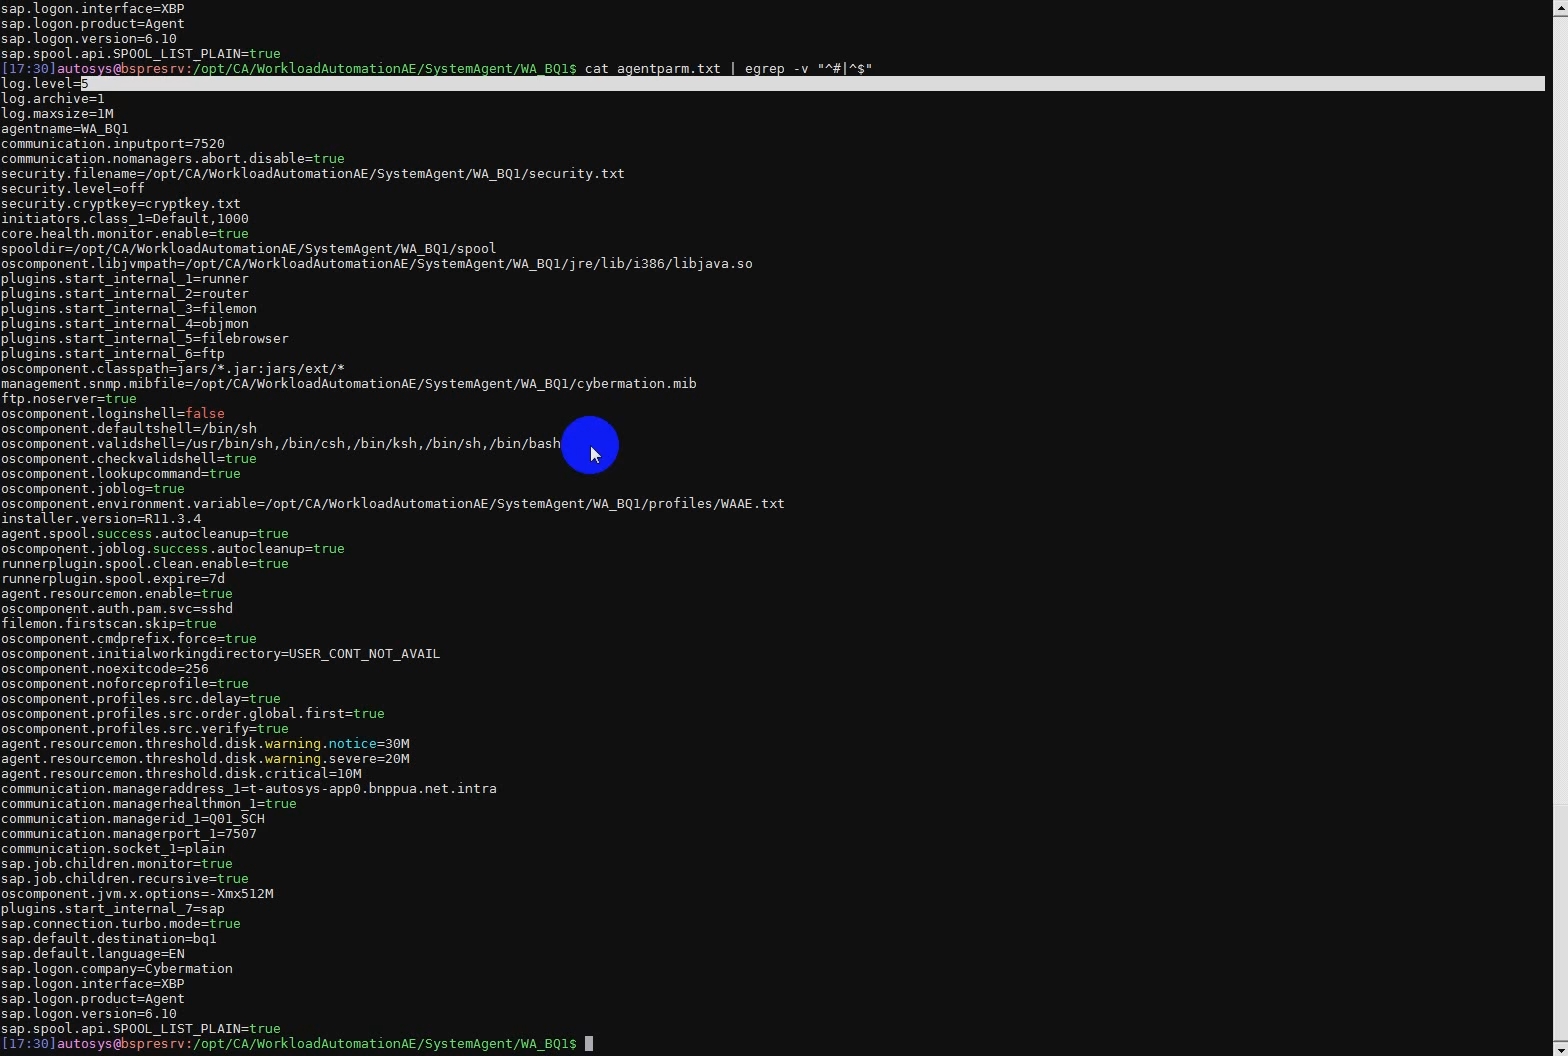 sap.logon.interface=XBP
sap.logon.product=Agent
sap.logon.version=6.10
sap.spool.api.SPOOL_LIST_PLAIN=true
[17:30]autosys@bspresrv:/opt/CA/WorkloadAutomationAE/SystemAgent/WA_BQ1$ cat agentparm.txt | egrep -v "^#|^$"
log.level=5
log.archive=1
log.maxsize=1M
agentname=WA_BQ1
communication.inputport=7520
communication.nomanagers.abort.disable=true
security.filename=/opt/CA/WorkloadAutomationAE/SystemAgent/WA_BQ1/security.txt
security.level=off
security.cryptkey=cryptkey.txt
initiators.class_1=Default,1000
core.health.monitor.enable=true
spooldir=/opt/CA/WorkloadAutomationAE/SystemAgent/WA_BQ1/spool
oscomponent.libjvmpath=/opt/CA/WorkloadAutomationAE/SystemAgent/WA_BQ1/jre/lib/i386/libjava.so
plugins.start_internal_1=runner
plugins.start_internal_2=router
plugins.start_internal_3=filemon
plugins.start_internal_4=objmon
plugins.start_internal_5=filebrowser
plugins.start_internal_6=ftp
oscomponent.classpath=jars/*.jar:jars/ext/*
management.snmp.mibfile=/opt/CA/WorkloadAutomationAE/SystemAgent/WA_BQ1/cybermation.mib
ftp.noserver=true
oscomponent.loginshell=false
oscomponent.defaultshell=/bin/sh
oscomponent.validshell=/usr/bin/sh,/bin/csh,/bin/ksh,/bin/sh,/bin/bash
oscomponent.checkvalidshell=true
oscomponent.lookupcommand=true
oscomponent.joblog=true
oscomponent.environment.variable=/opt/CA/WorkloadAutomationAE/SystemAgent/WA_BQ1/profiles/WAAE.txt
installer.version=R11.3.4
agent.spool.success.autocleanup=true
oscomponent.joblog.success.autocleanup=true
runnerplugin.spool.clean.enable=true
runnerplugin.spool.expire=7d
agent.resourcemon.enable=true
oscomponent.auth.pam.svc=sshd
filemon.firstscan.skip=true
oscomponent.cmdprefix.force=true
oscomponent.initialworkingdirectory=USER_CONT_NOT_AVAIL
oscomponent.noexitcode=256
oscomponent.noforceprofile=true
oscomponent.profiles.src.delay=true
oscomponent.profiles.src.order.global.first=true
oscomponent.profiles.src.verify=true
agent.resourcemon.threshold.disk.warning.notice=30M
agent.resourcemon.threshold.disk.warning.severe=20M
agent.resourcemon.threshold.disk.critical=10M
communication.manageraddress_1=t-autosys-app0.bnppua.net.intra
communication.managerhealthmon_1=true
communication.managerid_1=Q01_SCH
communication.managerport_1=7507
communication.socket_1=plain
sap.job.children.monitor=true
sap.job.children.recursive=true
oscomponent.jvm.x.options=-Xmx512M
plugins.start_internal_7=sap
sap.connection.turbo.mode=true
sap.default.destination=bq1
sap.default.language=EN
sap.logon.company=Cybermation
sap.logon.interface=XBP
sap.logon.product=Agent
sap.logon.version=6.10
sap.spool.api.SPOOL_LIST_PLAIN=true
[17:30]autosys@bspresrv:/opt/CA/WorkloadAutomationAE/SystemAgent/WA_BQ1$